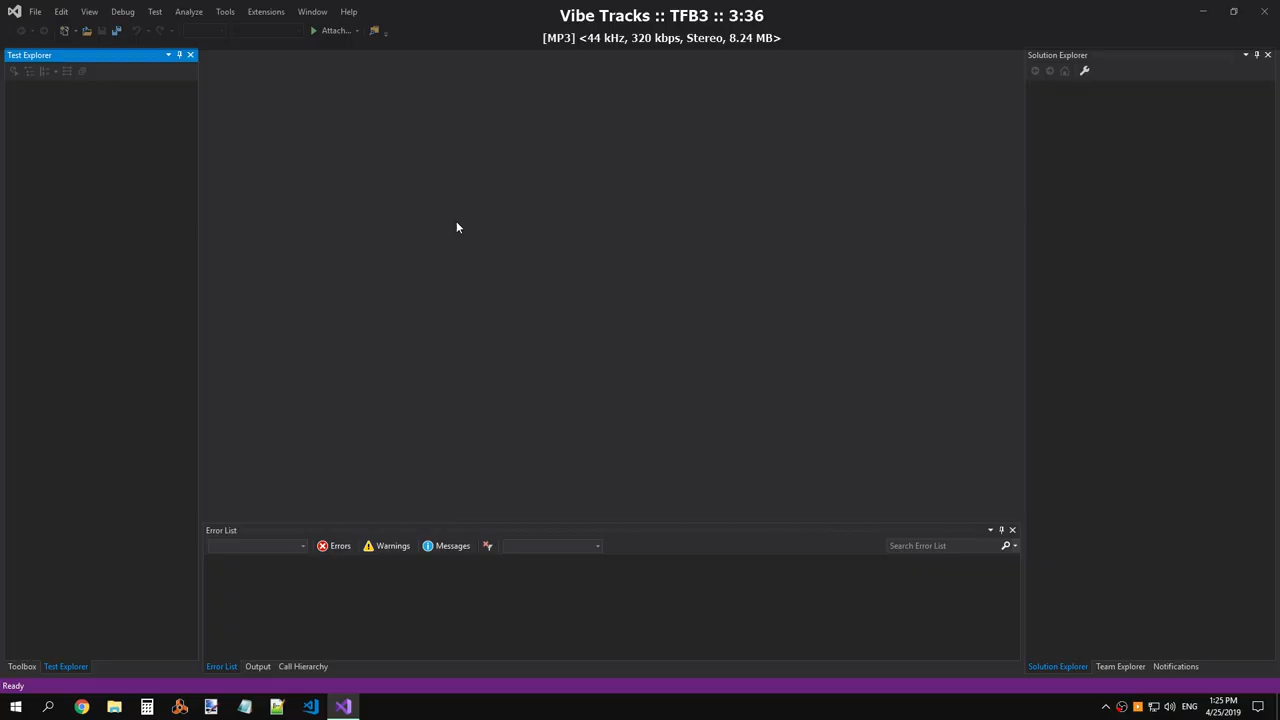 File Edit View Debug Test Analyze Tools Extensions Window Help
Vibe Tracks :: TFB3 :: 3:36
Attach...
[MP3] <44 kHz, 320 kbps, Stereo, 8.24 MB>
Test Explorer
Solution Explorer
Error List
Errors Warnings Messages Search Error List
Toolbox Test Explorer Error List Output Call Hierarchy Solution Explorer Team Explorer Notifications
Ready
1:25 PM
ENG
4/25/2019